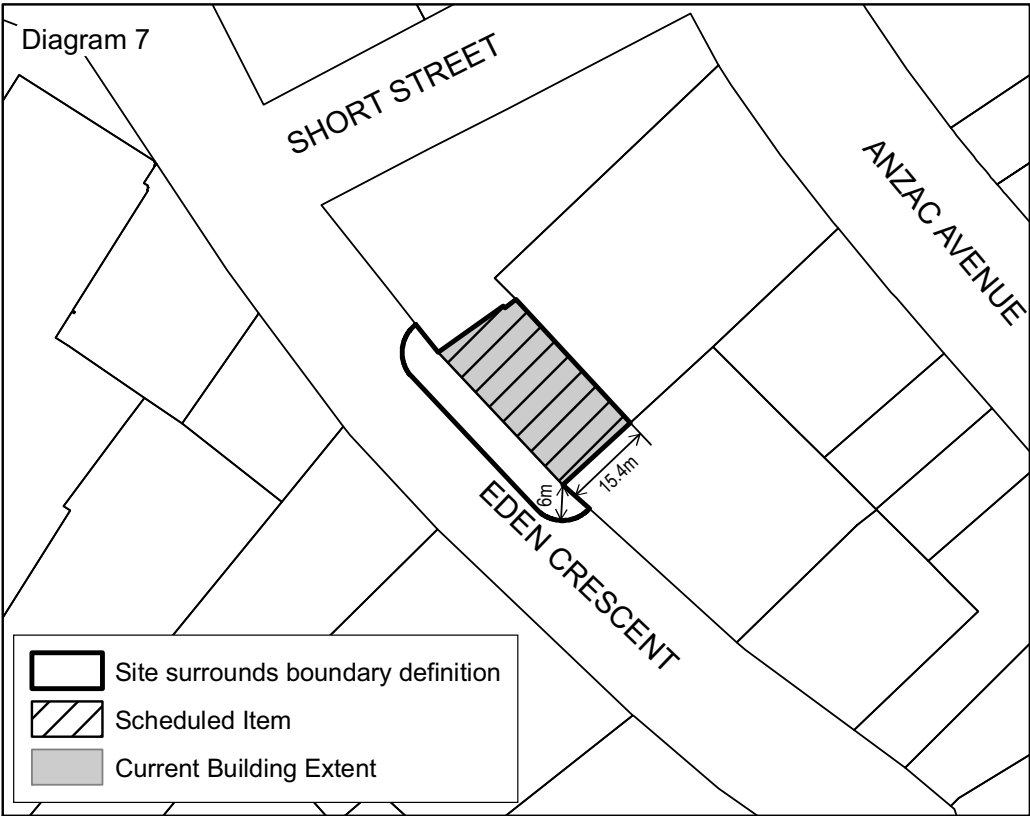 Diagram 7
SHORT STREET
ANZAC AVENUE
15.4m
6m
EDEN CRESCENT
Site surrounds boundary definition
Scheduled Item
Current Building Extent